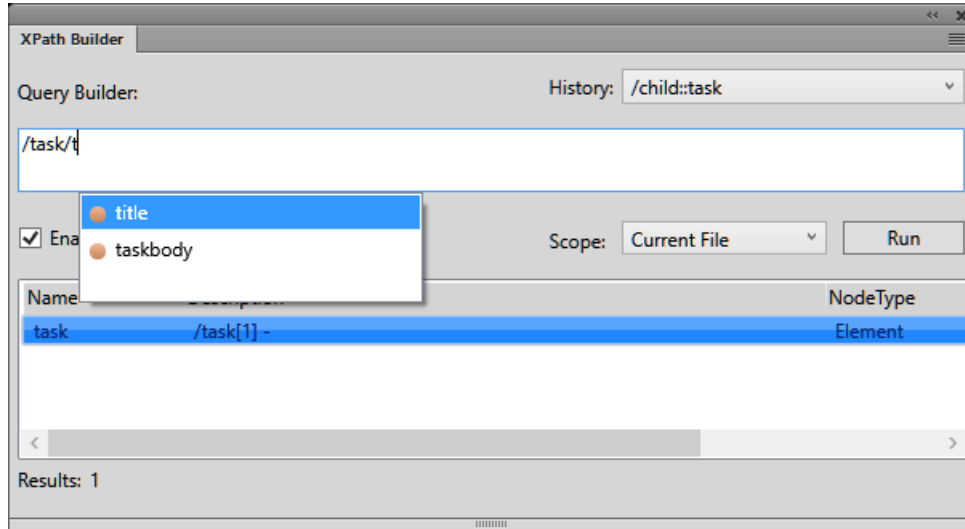 XPath Builder
Query Builder:
History: /child::task
/task/t
title
taskbody
Ena
Scope: Current File
Run
Name
NodeType
task /task[1] - Element
Results: 1